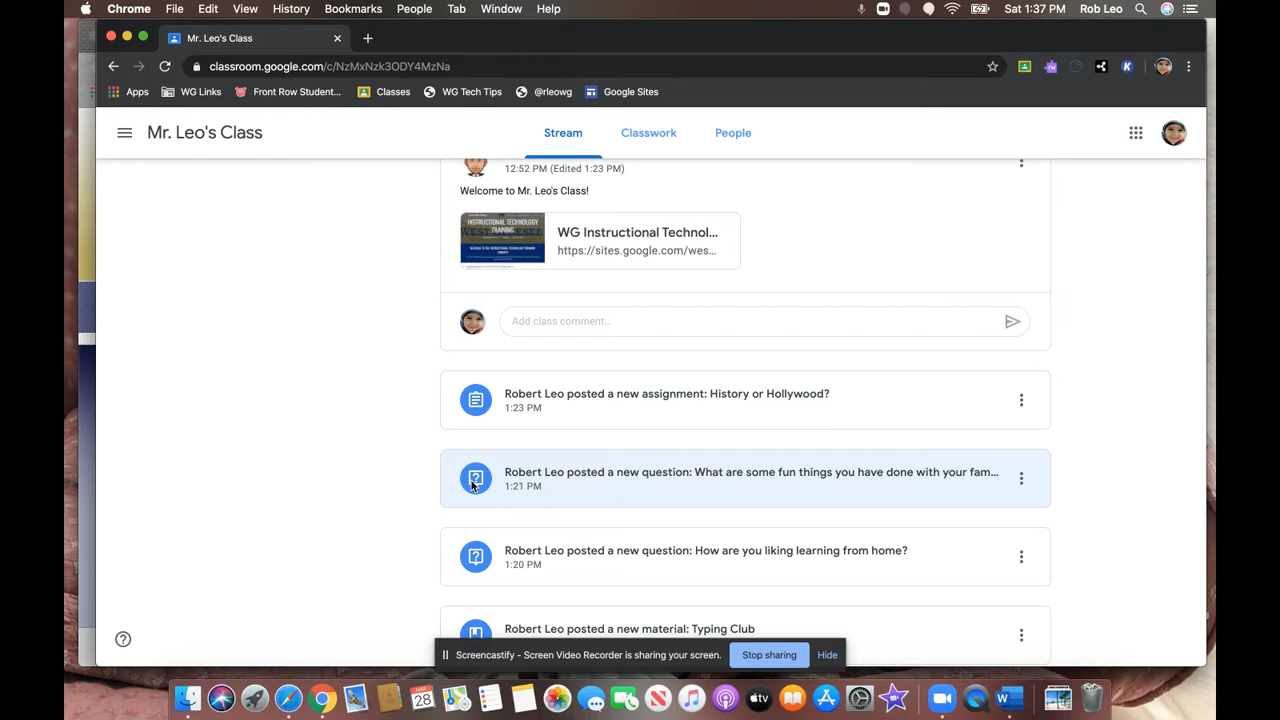 Chrome File Edit View History Bookmarks People Tab Window Help Sat 1:37 PM Rob Leo
Mr. Leo's Class
classroom.google.com/c/NzMxNzk3ODY4MzNa
Apps WG Links Front Row Student... Classes WG Tech Tips @rleowg Google Sites
Mr. Leo's Class Stream Classwork People
12:52 PM (Edited 1:23 PM)
Welcome to Mr. Leo's Class!
INSTRUCTIONAL TECHNOLOGY
TRAINING
WG Instructional Technol...
https://sites.google.com/wes...
Add class comment...
Robert Leo posted a new assignment: History or Hollywood?
1:23 PM
Robert Leo posted a new question: What are some fun things you have done with your fam...
1:21 PM
Robert Leo posted a new question: How are you liking learning from home?
1:20 PM
Robert Leo posted a new material: Typing Club
Screencastify - Screen Video Recorder is sharing your screen. Stop sharing Hide
28